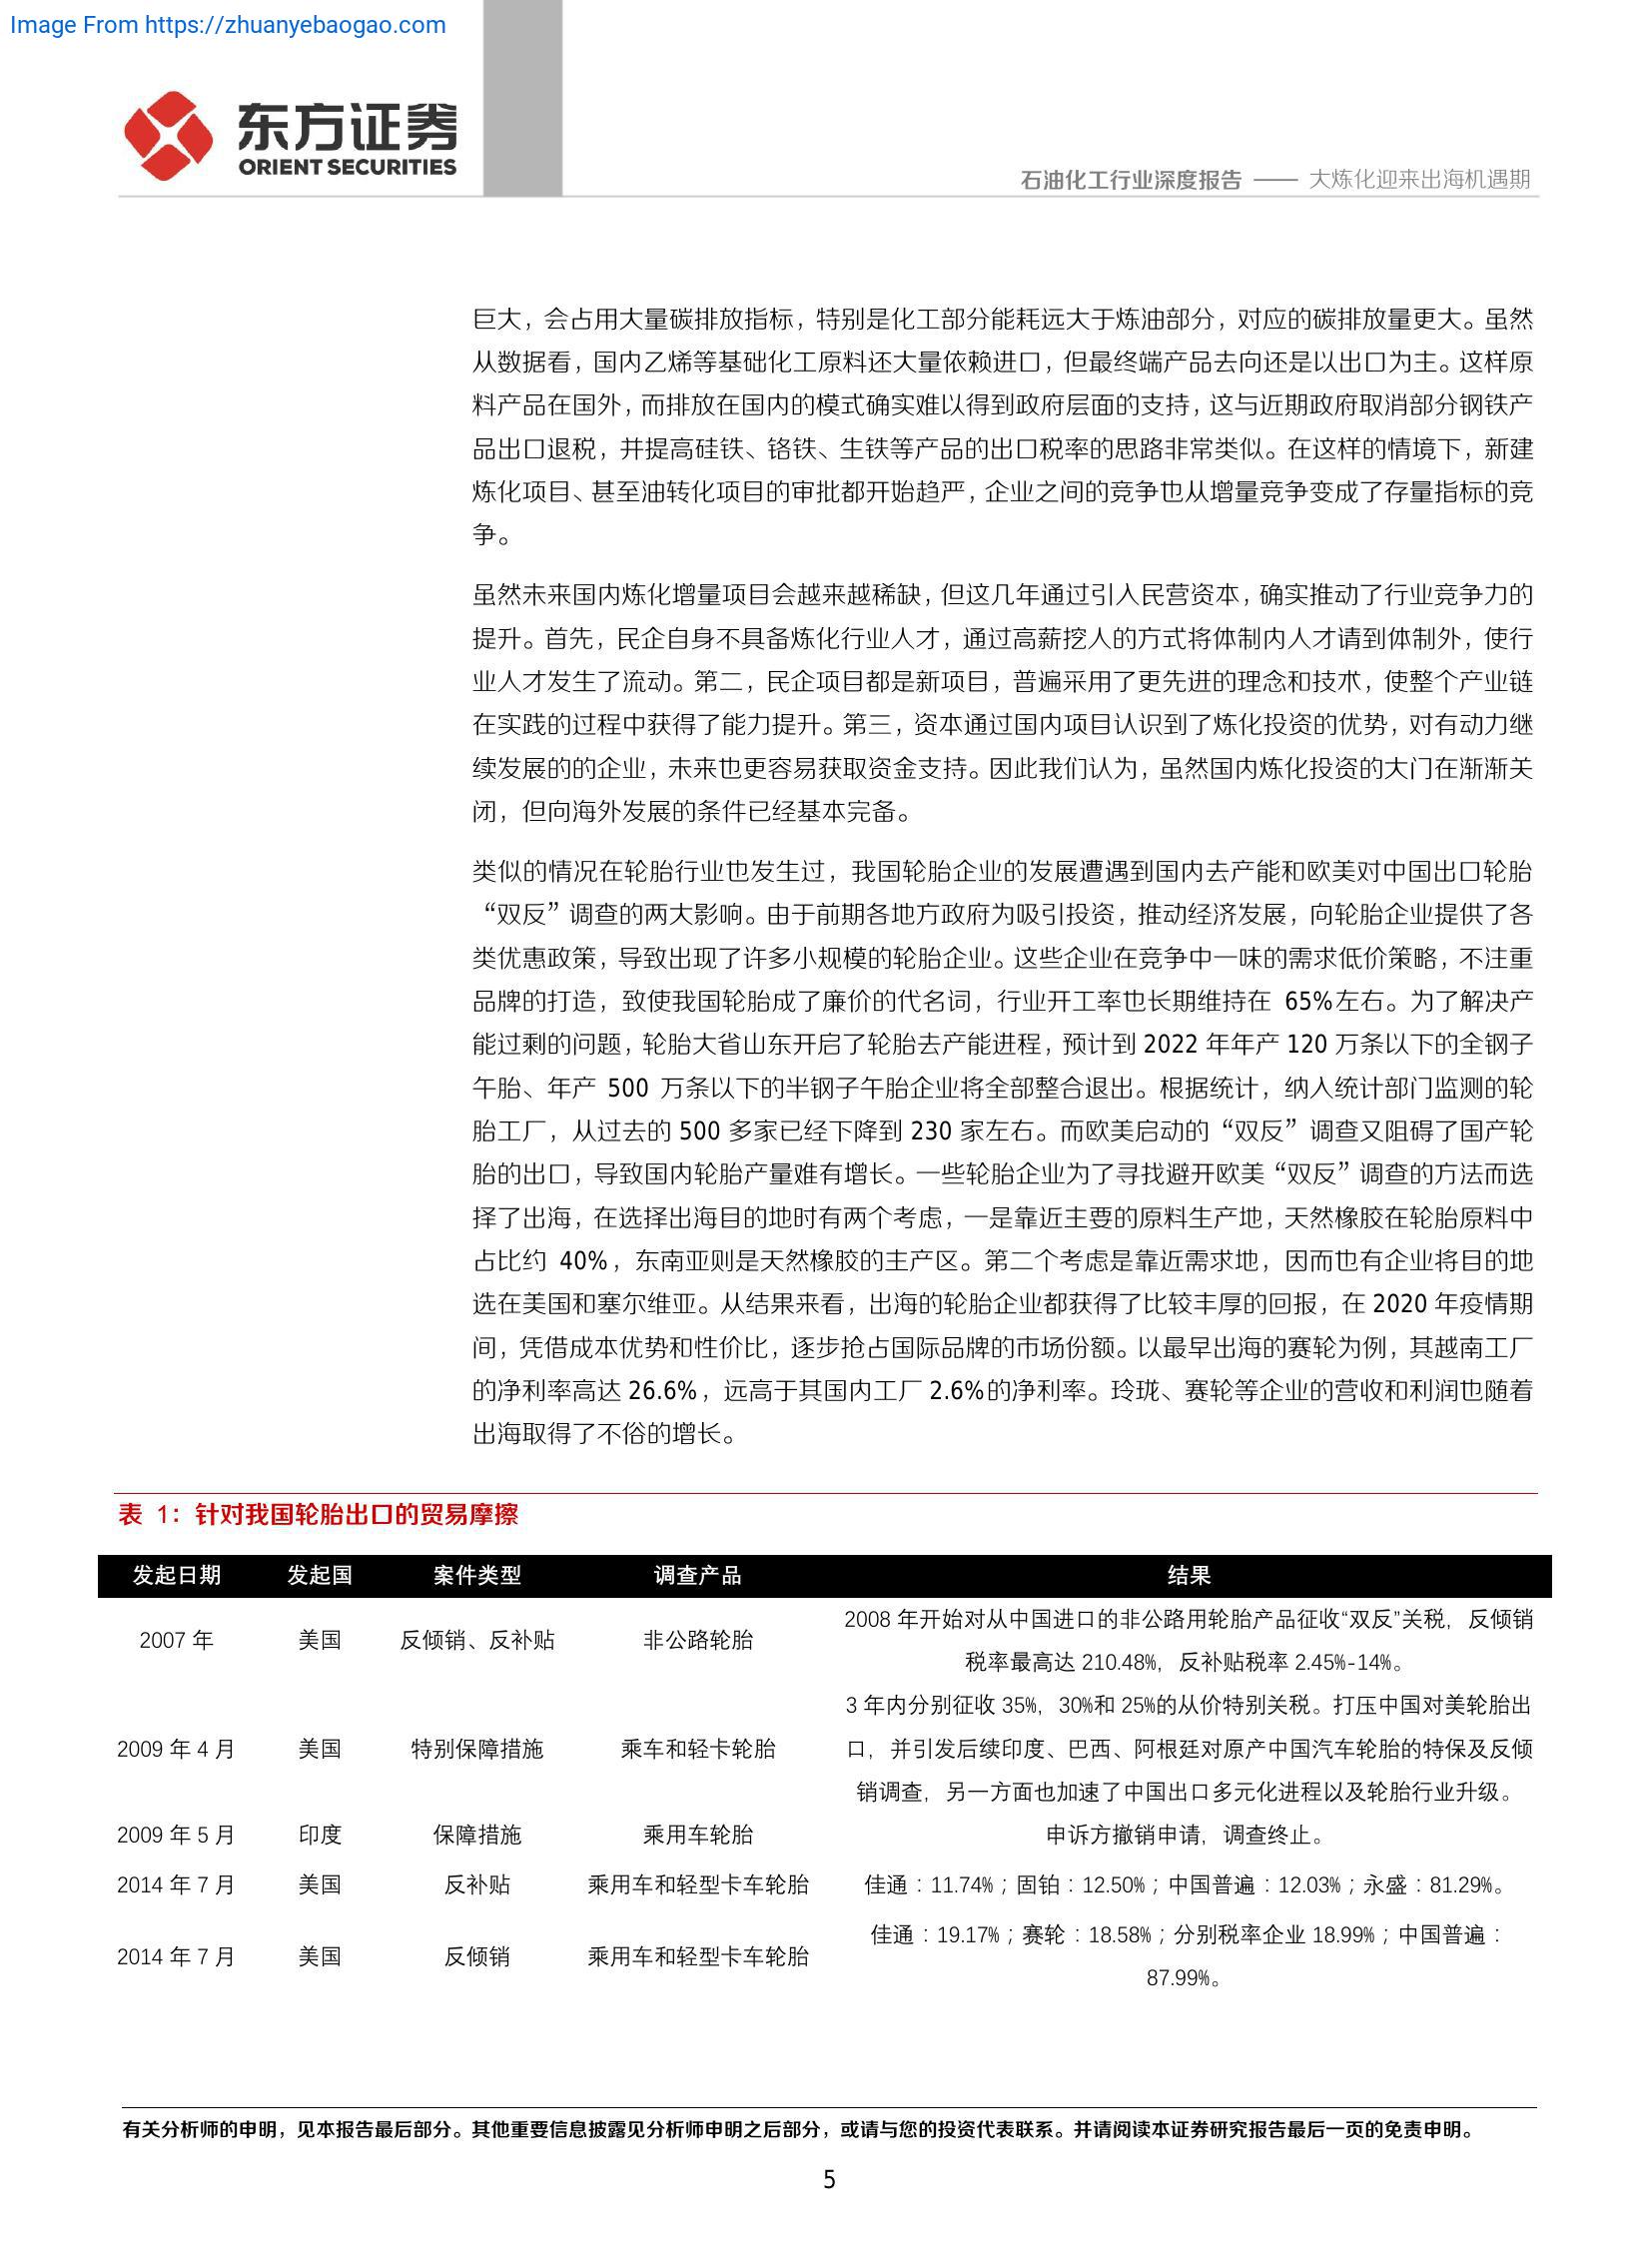 Image From https://zhuanyebaogao.com
东方证券
ORIENT SECURITIES
石油化工行业深度报告 —— 大炼化迎来出海机遇期
巨大，会占用大量碳排放指标，特别是化工部分能耗远大于炼油部分，对应的碳排放量更大。虽然
从数据看，国内乙烯等基础化工原料还大量依赖进口，但最终端产品去向还是以出口为主。这样原
料产品在国外，而排放在国内的模式确实难以得到政府层面的支持，这与近期政府取消部分钢铁产
品出口退税，并提高硅铁、铬铁、生铁等产品的出口税率的思路非常类似。在这样的情境下，新建
炼化项目、甚至油转化项目的审批都开始趋严，企业之间的竞争也从增量竞争变成了存量指标的竞
争。
虽然未来国内炼化增量项目会越来越稀缺，但这几年通过引入民营资本，确实推动了行业竞争力的
提升。首先，民企自身不具备炼化行业人才，通过高薪挖人的方式将体制内人才请到体制外，使行
业人才发生了流动。第二，民企项目都是新项目，普遍采用了更先进的理念和技术，使整个产业链
在实践的过程中获得了能力提升。第三，资本通过国内项目认识到了炼化投资的优势，对有动力继
续发展的的企业，未来也更容易获取资金支持。因此我们认为，虽然国内炼化投资的大门在渐渐关
闭，但向海外发展的条件已经基本完备。
类似的情况在轮胎行业也发生过，我国轮胎企业的发展遭遇到国内去产能和欧美对中国出口轮胎
“双反”调查的两大影响。由于前期各地方政府为吸引投资，推动经济发展，向轮胎企业提供了各
类优惠政策，导致出现了许多小规模的轮胎企业。这些企业在竞争中一味的需求低价策略，不注重
品牌的打造，致使我国轮胎成了廉价的代名词，行业开工率也长期维持在 65%左右。为了解决产
能过剩的问题，轮胎大省山东开启了轮胎去产能进程，预计到 2022 年年产 120 万条以下的全钢子
午胎、年产 500 万条以下的半钢子午胎企业将全部整合退出。根据统计，纳入统计部门监测的轮
胎工厂，从过去的 500 多家已经下降到 230 家左右。而欧美启动的“双反”调查又阻碍了国产轮
胎的出口，导致国内轮胎产量难有增长。一些轮胎企业为了寻找避开欧美“双反”调查的方法而选
择了出海，在选择出海目的地时有两个考虑，一是靠近主要的原料生产地，天然橡胶在轮胎原料中
占比约 40%，东南亚则是天然橡胶的主产区。第二个考虑是靠近需求地，因而也有企业将目的地
选在美国和塞尔维亚。从结果来看，出海的轮胎企业都获得了比较丰厚的回报，在 2020 年疫情期
间，凭借成本优势和性价比，逐步抢占国际品牌的市场份额。以最早出海的赛轮为例，其越南工厂
的净利率高达 26.6%，远高于其国内工厂 2.6%的净利率。玲珑、赛轮等企业的营收和利润也随着
出海取得了不俗的增长。
表 1：针对我国轮胎出口的贸易摩擦
发起日期 发起国 案件类型 调查产品 结果
2007 年 美国 反倾销、反补贴 非公路轮胎 2008 年开始对从中国进口的非公路用轮胎产品征收“双反”关税，反倾销
税率最高达 210.48%，反补贴税率 2.45%-14%。
2009 年 4 月 美国 特别保障措施 乘车和轻卡轮胎 3 年内分别征收 35%，30%和 25%的从价特别关税。打压中国对美轮胎出
口，并引发后续印度、巴西、阿根廷对原产中国汽车轮胎的特保及反倾
销调查，另一方面也加速了中国出口多元化进程以及轮胎行业升级。
2009 年 5 月 印度 保障措施 乘用车轮胎 申诉方撤销申请，调查终止。
2014 年 7 月 美国 反补贴 乘用车和轻型卡车轮胎 佳通：11.74%；固铂：12.50%；中国普遍：12.03%；永盛：81.29%。
2014 年 7 月 美国 反倾销 乘用车和轻型卡车轮胎 佳通：19.17%；赛轮：18.58%；分别税率企业 18.99%；中国普遍：
87.99%。
有关分析师的申明，见本报告最后部分。其他重要信息披露见分析师申明之后部分，或请与您的投资代表联系。并请阅读本证券研究报告最后一页的免责申明。
5